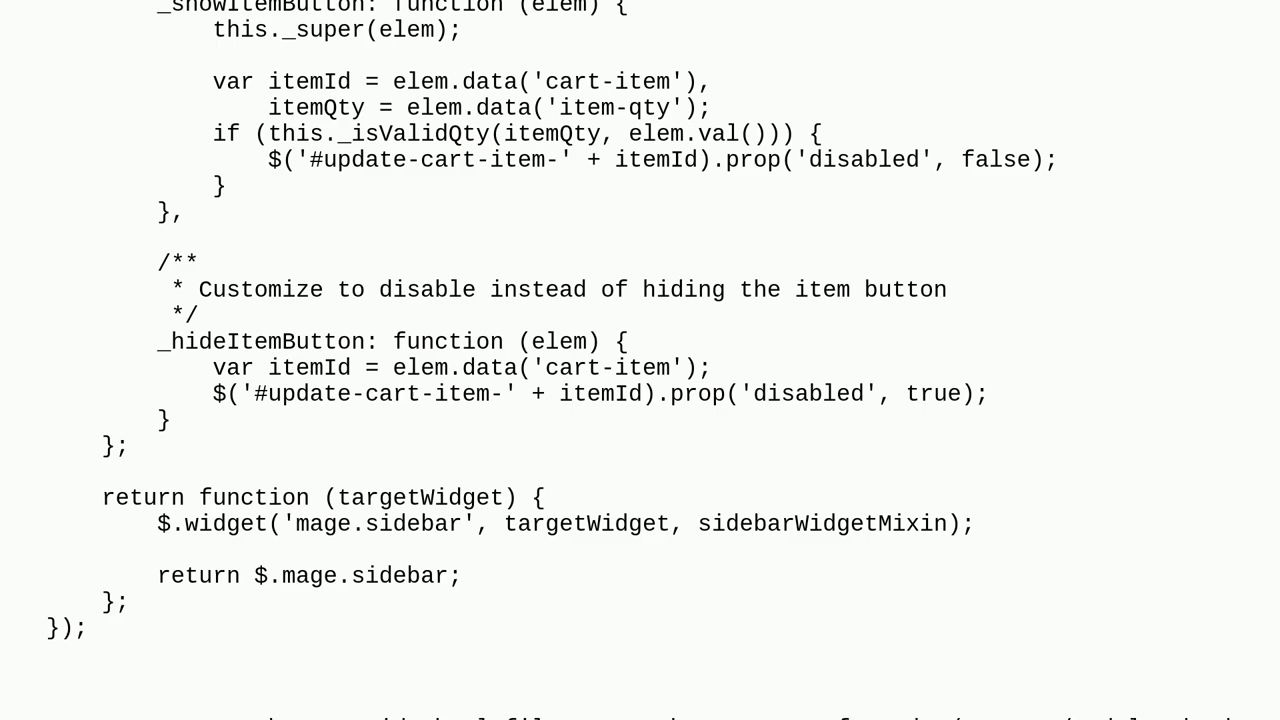 _showItemButton: function (elem) {
this._super(elem);
var itemId = elem.data('cart-item'),
itemQty = elem.data('item-qty');
if (this._isValidQty(itemQty, elem.val())) {
$('#update-cart-item-' + itemId).prop('disabled', false);
}
},
/**
* Customize to disable instead of hiding the item button
*/
_hideItemButton: function (elem) {
var itemId = elem.data('cart-item');
$('#update-cart-item-' + itemId).prop('disabled', true);
}
};
return function (targetWidget) {
$.widget('mage.sidebar', targetWidget, sidebarWidgetMixin);
return $.mage.sidebar;
};
});